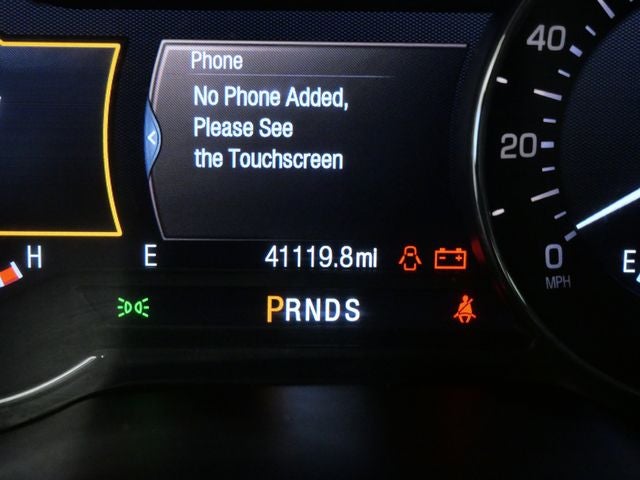 Phone
No Phone Added,
Please See
the Touchscreen
40
20
0
MPH
H
E
41119.8mi
E
PRNDS